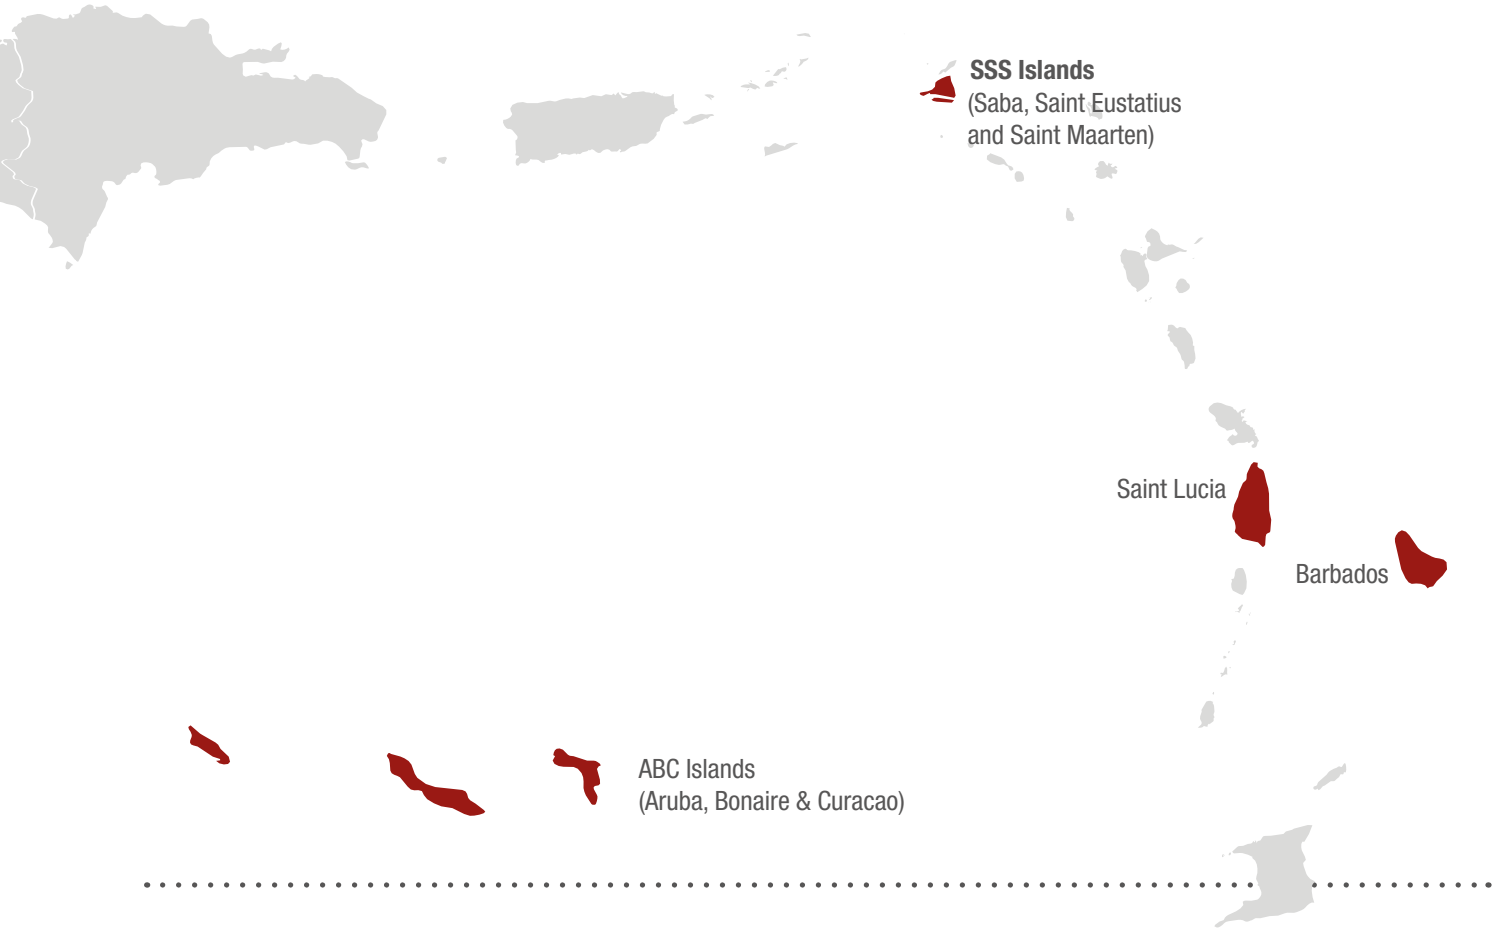 SSS Islands
(Saba, Saint Eustatius
and Saint Maarten)
Saint Lucia
Barbados
ABC Islands
(Aruba, Bonaire & Curacao)